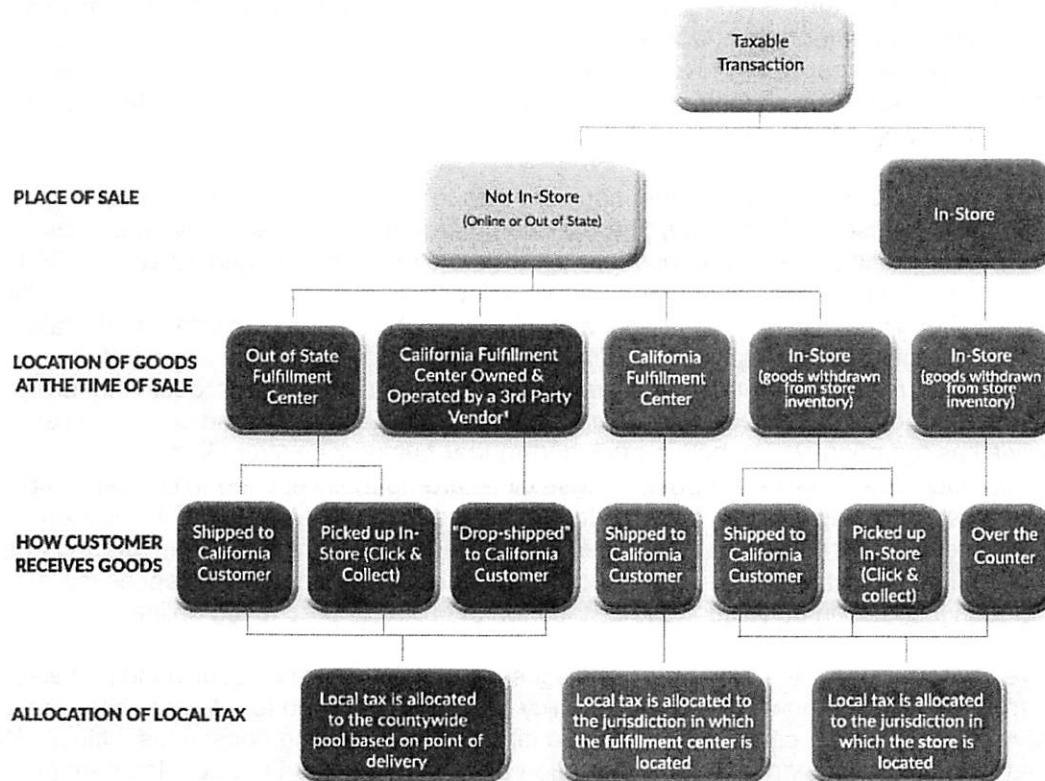 Taxable
Transaction
PLACE OF SALE
Not In-Store
(Online or Out of State)
In-Store
LOCATION OF GOODS
AT THE TIME OF SALE
Out of State
Fulfillment
Center
California Fulfillment
Center Owned &
Operated by a 3rd Party
Vendor¹
California
Fulfillment
Center
In-Store
(goods withdrawn
from store
inventory)
In-Store
(goods withdrawn
from store
inventory)
HOW CUSTOMER
RECEIVES GOODS
Shipped to
California
Customer
Picked up In-
Store (Click &
Collect)
"Drop-shipped"
to California
Customer
Shipped to
California
Customer
Shipped to
California
Customer
Picked up
In-Store
(Click &
collect)
Over the
Counter
ALLOCATION OF LOCAL TAX
Local tax is allocated
to the countywide
pool based on point of
delivery
Local tax is allocated to
the jurisdiction in which
the fulfillment center is
located
Local tax is allocated
to the jurisdiction in
which the store is
located